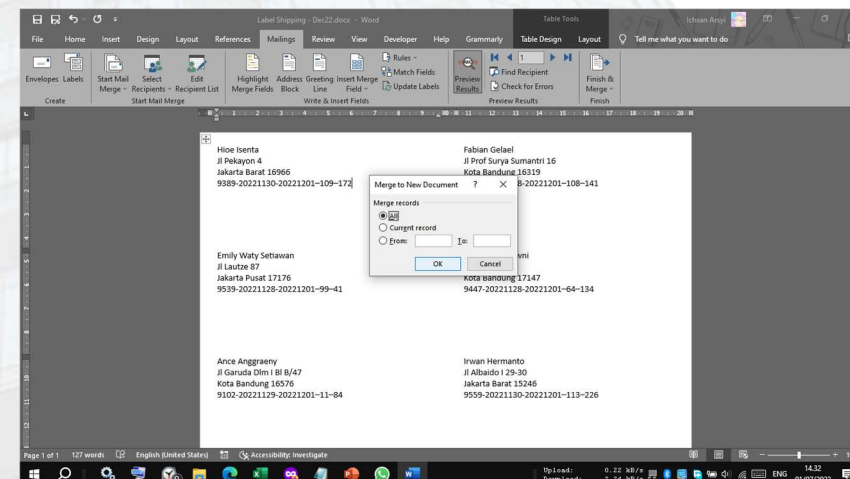 Label Shipping - Dec22.docx - Word
Table Tools
Ichsan Arsyi
File Home Insert Design Layout References Mailings Review View Developer Help Grammarly Table Design Layout Tell me what you want to do
Envelopes Labels
Start Mail Merge
Select Recipients
Edit Recipient List
Highlight Merge Fields
Address Block
Greeting Line
Insert Merge Field
Rules
Match Fields
Update Labels
Preview Results
1
Find Recipient
Check for Errors
Finish & Merge
Create
Start Mail Merge
Write & Insert Fields
Preview Results
Finish
Hioe Isenta
Jl Pekayon 4
Jakarta Barat 16966
9389-20221130-20221201–109–172
Fabian Gelael
Jl Prof Surya Sumantri 16
Kota Bandung 16319
8-20221201–108–141
Merge to New Document ? X
Merge records
All
Current record
From: To:
OK Cancel
Emily Waty Setiawan
Jl Lautze 87
Jakarta Pusat 17176
9539-20221128-20221201–99–41
Kota Bandung 17147
9447-20221128-20221201–64–134
Ance Anggraeny
Jl Garuda Dlm I Bl B/47
Kota Bandung 16576
9102-20221129-20221201–11–84
Irwan Hermanto
Jl Albaido I 29-30
Jakarta Barat 15246
9559-20221130-20221201–113–226
Page 1 of 1 127 words English (United States) Accessibility: Investigate
Upload: 0.22 kB/s
ENG
14.32